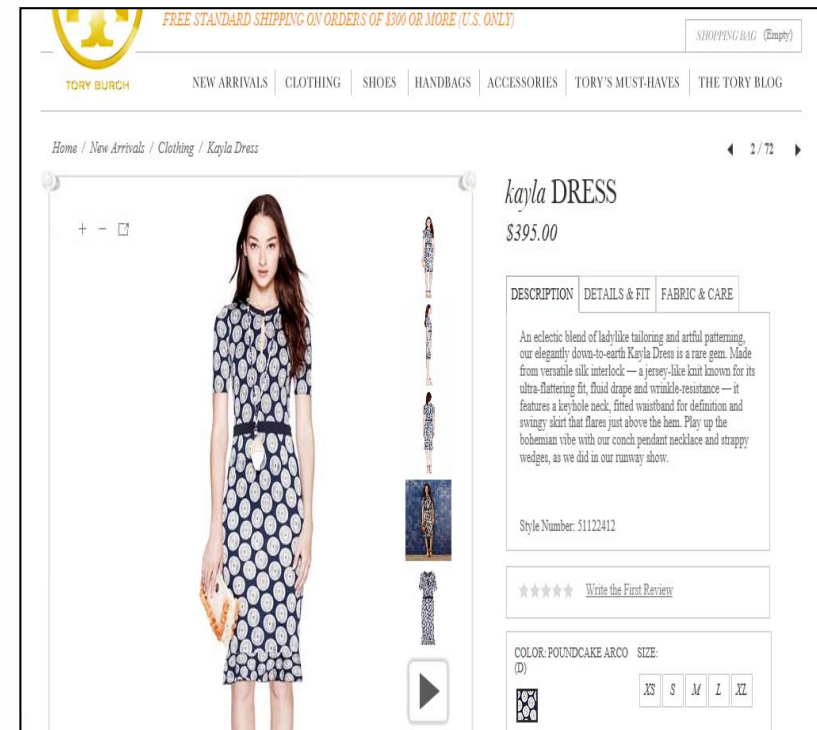 FREE STANDARD SHIPPING ON ORDERS OF $300 OR MORE (U.S. ONLY)
SHOPPING BAG (Empty)
TORY BURCH
NEW ARRIVALS CLOTHING SHOES HANDBAGS ACCESSORIES TORY'S MUST-HAVES THE TORY BLOG
Home / New Arrivals / Clothing / Kayla Dress
2 / 72
kayla DRESS
$395.00
DESCRIPTION DETAILS & FIT FABRIC & CARE
An eclectic blend of ladylike tailoring and artful patterning,
our elegantly down-to-earth Kayla Dress is a rare gem. Made
from versatile silk interlock — a jersey-like knit known for its
ultra-flattering fit, fluid drape and wrinkle-resistance — it
features a keyhole neck, fitted waistband for definition and
swingy skirt that flares just above the hem. Play up the
bohemian vibe with our conch pendant necklace and strappy
wedges, as we did in our runway show.
Style Number: 51122412
Write the First Review
COLOR: POUNDCAKE ARCO SIZE:
(D)
XS S M L XL